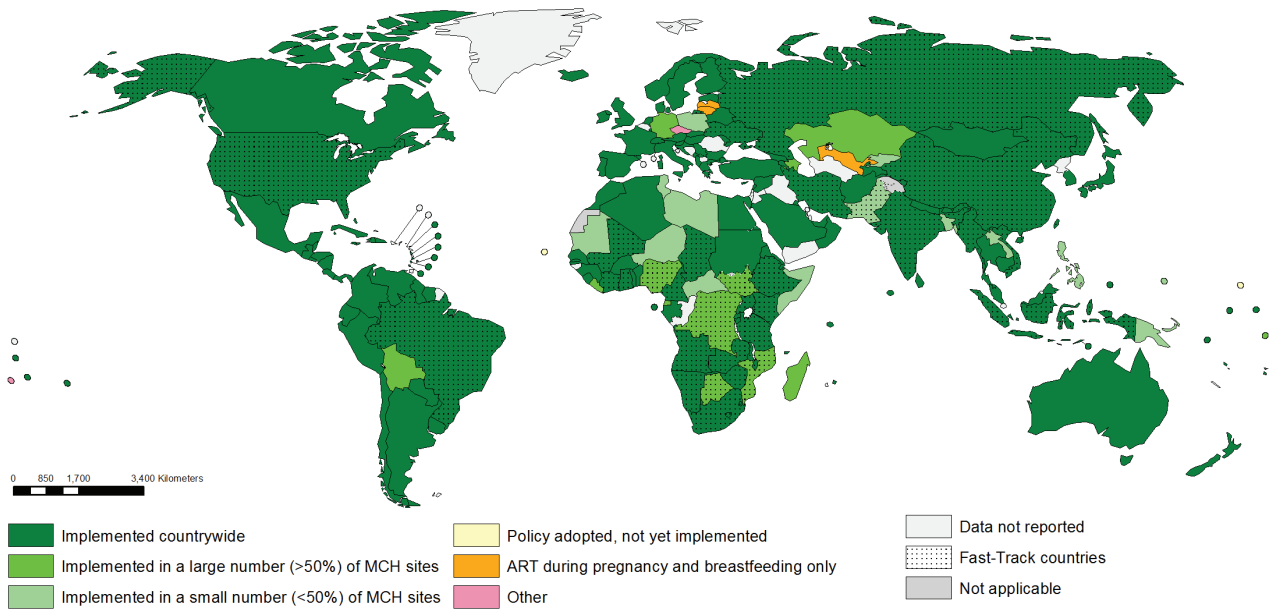 0 850 1,700 3,400 Kilometers
Implemented countrywide
Implemented in a large number (>50%) of MCH sites
Implemented in a small number (<50%) of MCH sites
Policy adopted, not yet implemented
ART during pregnancy and breastfeeding only
Other
Data not reported
Fast-Track countries
Not applicable